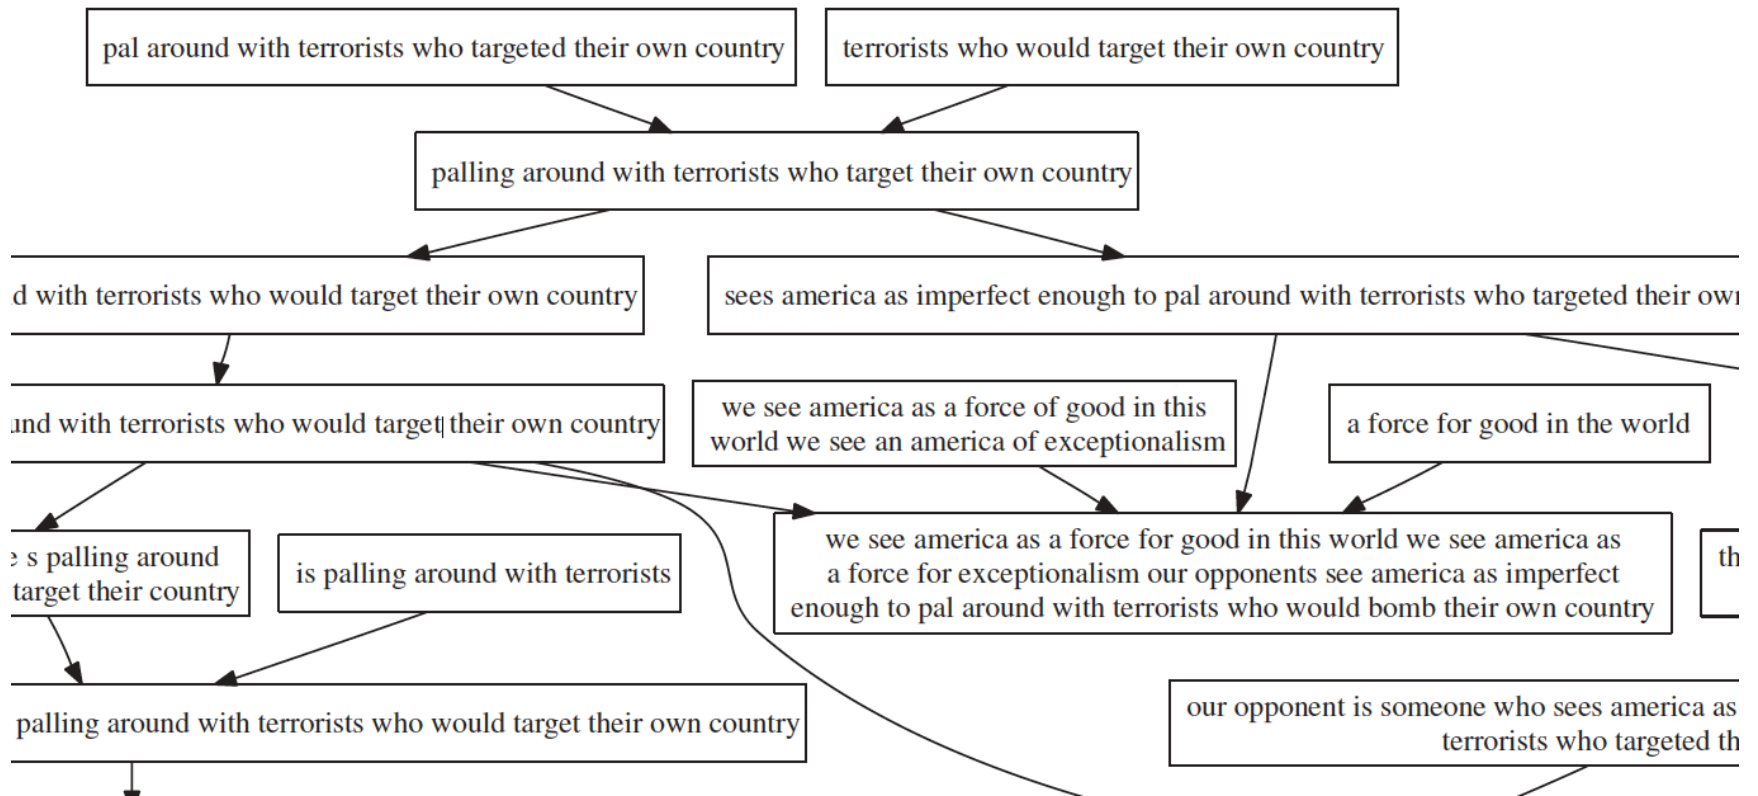 pal around with terrorists who targeted their own country
terrorists who would target their own country
palling around with terrorists who target their own country
d with terrorists who would target their own country
sees america as imperfect enough to pal around with terrorists who targeted their own
und with terrorists who would target their own country
we see america as a force of good in this
world we see an america of exceptionalism
a force for good in the world
e s palling around
target their country
is palling around with terrorists
we see america as a force for good in this world we see america as
a force for exceptionalism our opponents see america as imperfect
enough to pal around with terrorists who would bomb their own country
th
palling around with terrorists who would target their own country
our opponent is someone who sees america as
terrorists who targeted th